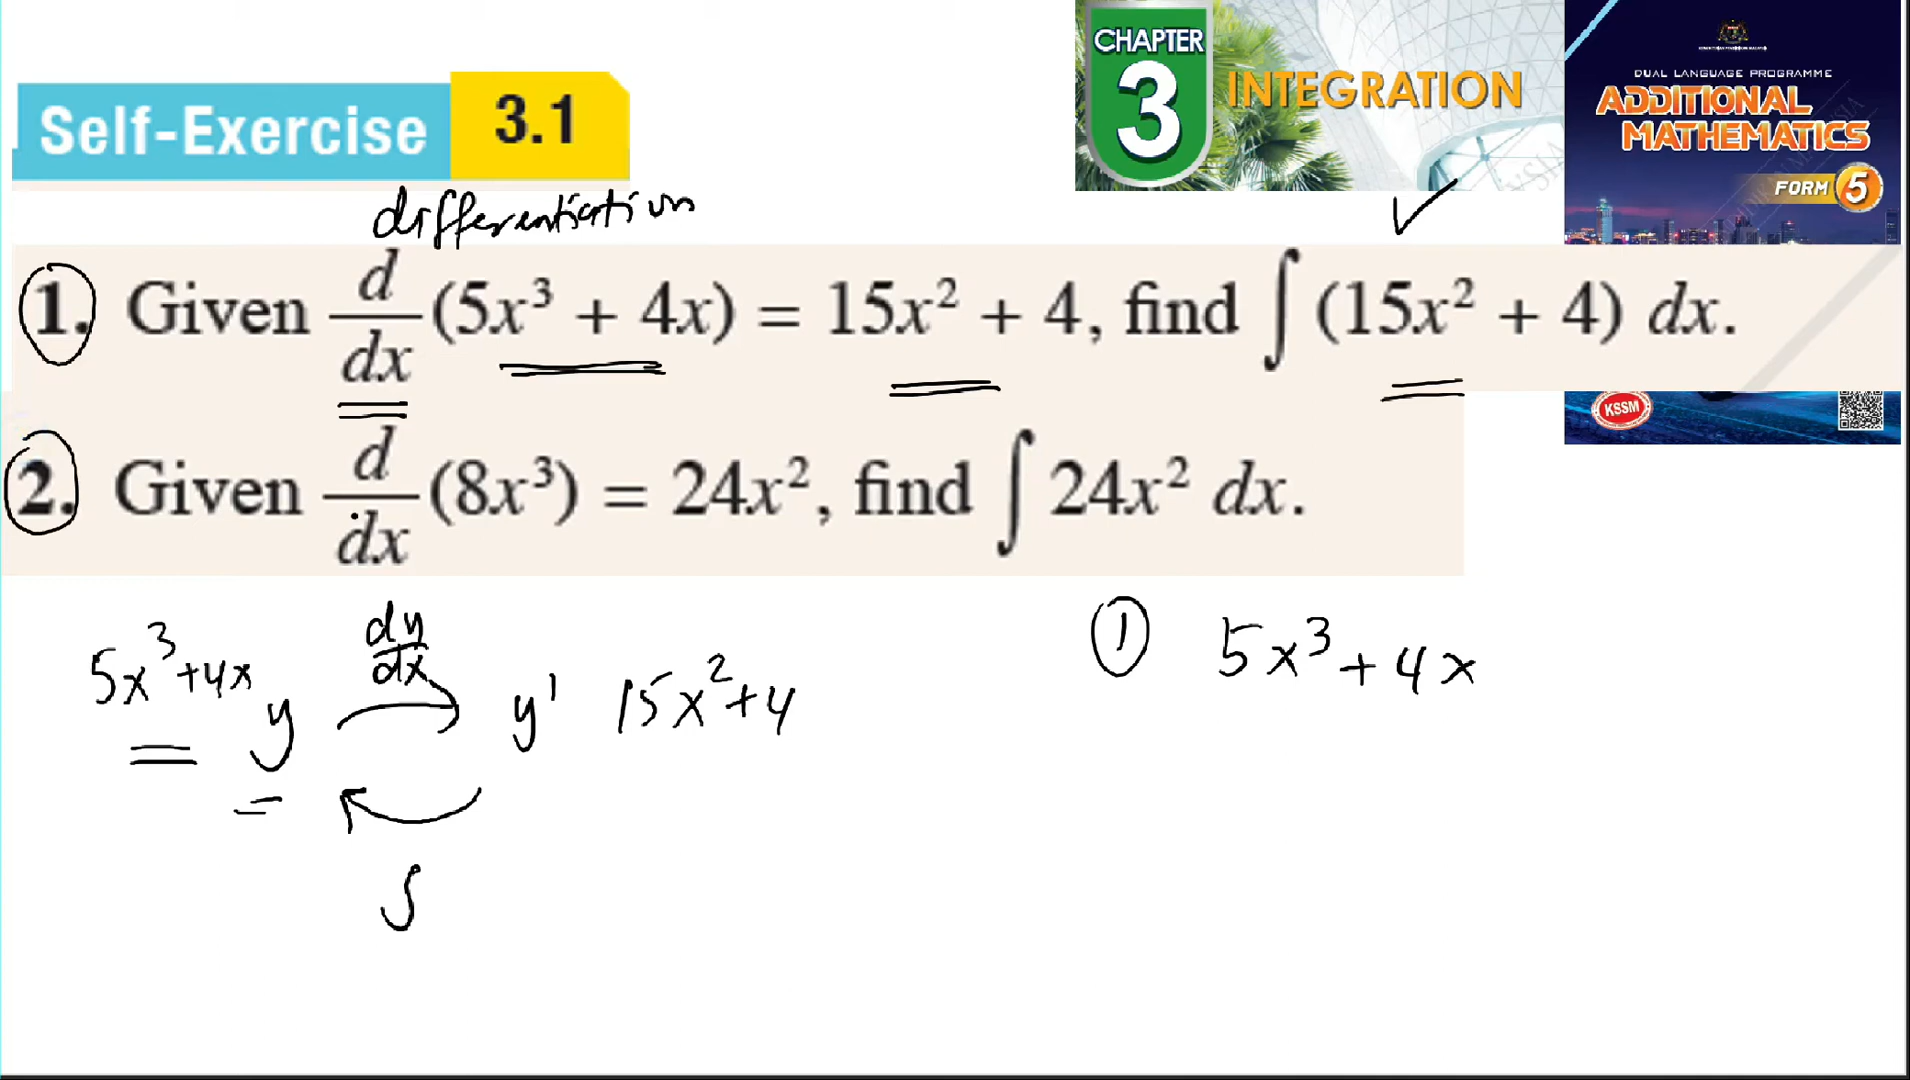 CHAPTER
3
INTEGRATION
DUAL LANGUAGE PROGRAMME
ADDITIONAL
MATHEMATICS
FORM 5
Self-Exercise 3.1
differentiation
1. Given d/dx (5x³ + 4x) = 15x² + 4, find ∫ (15x² + 4) dx.
KSSM
2. Given d/dx (8x³) = 24x², find ∫ 24x² dx.
5x³+4x y dy/dx y' 15x²+4
∫
① 5x³ + 4x